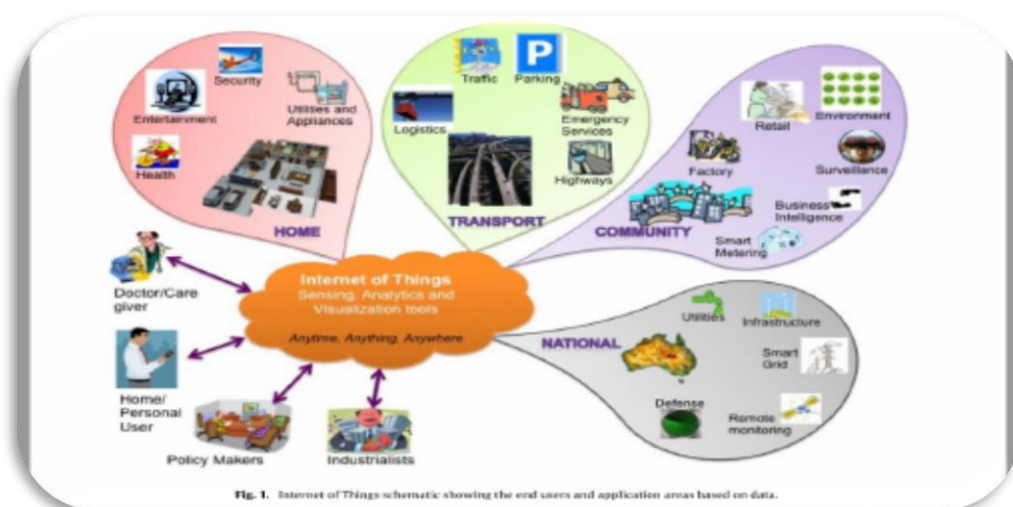 Security
Entertainment
Utilities and
Appliances
Health
HOME
Traffic
Parking
P
Logistics
Emergency
Services
Highways
TRANSPORT
Retail
Environment
Factory
Surveillance
Business
Intelligence
COMMUNITY
Smart
Metering
Internet of Things
Sensing, Analytics and
Visualization tools
Anytime, Anything, Anywhere
NATIONAL
Utilities
Infrastructure
Smart
Grid
Defense
Remote
monitoring
Doctor/Care
giver
Home/
Personal
User
Policy Makers
Industrialists
Fig. 1. Internet of Things schematic showing the end users and application areas based on data.